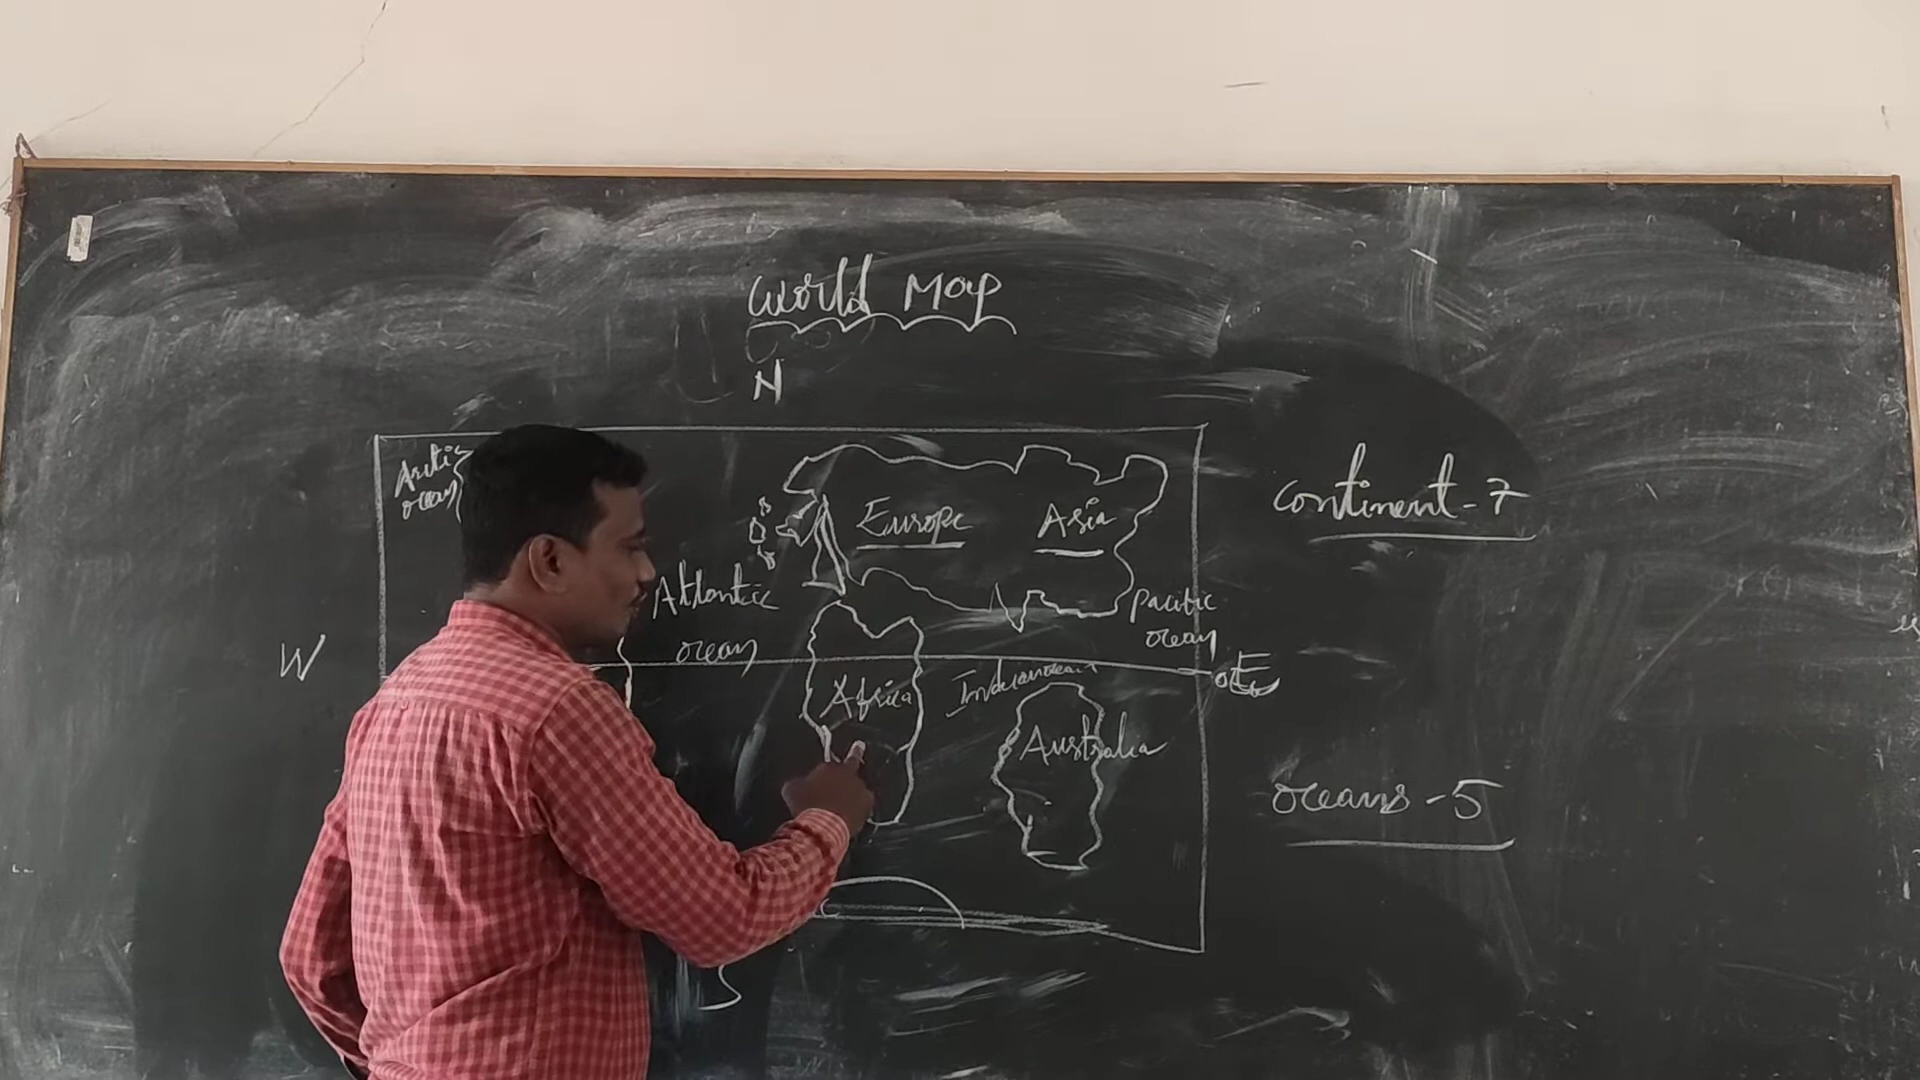 World Map
N
Arctic
ocean
Europe
Asia
continent - 7
Atlantic
ocean
pacific
ocean
W
E
Indian ocean
Africa
Australia
oceans - 5